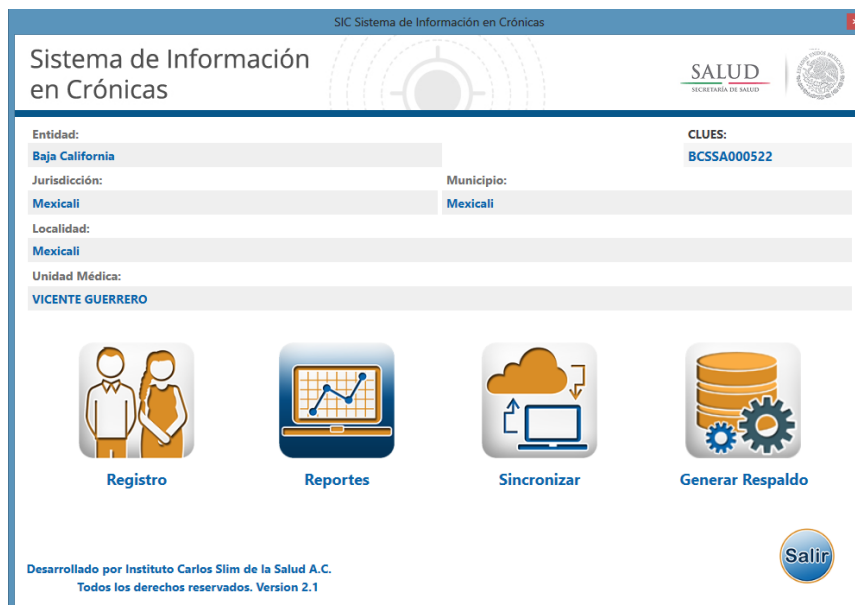 SIC Sistema de Información en Crónicas
Sistema de Información
en Crónicas
SALUD
SECRETARÍA DE SALUD
Entidad:
CLUES:
Baja California
BCSSA000522
Jurisdicción:
Municipio:
Mexicali
Mexicali
Localidad:
Mexicali
Unidad Médica:
VICENTE GUERRERO
Registro
Reportes
Sincronizar
Generar Respaldo
Salir
Desarrollado por Instituto Carlos Slim de la Salud A.C.
Todos los derechos reservados. Version 2.1